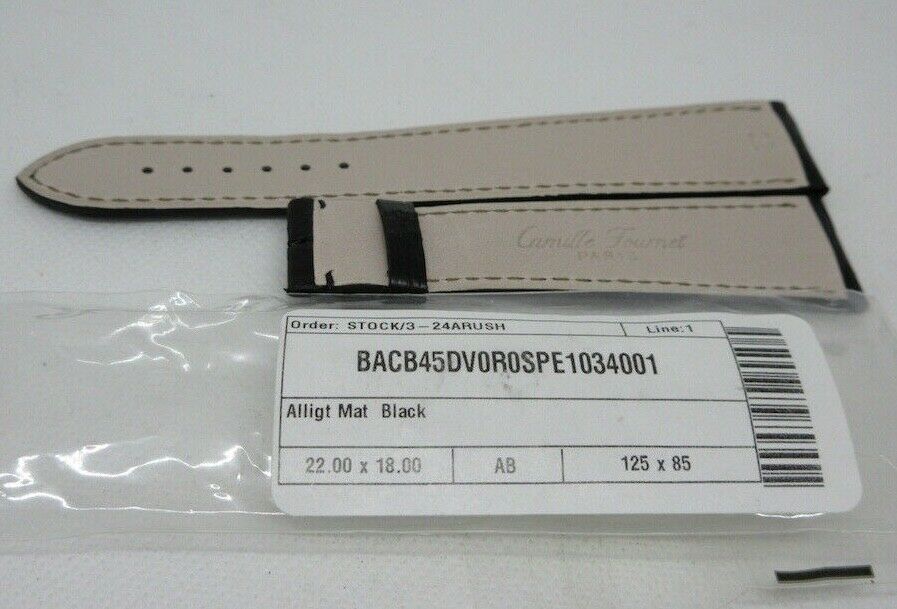 Camille Fournet
PARIS
Order: STOCK/3-24ARUSH Line:1
BACB45DV0R0SPE1034001
Alligt Mat Black
22.00 x 18.00 AB 125 x 85